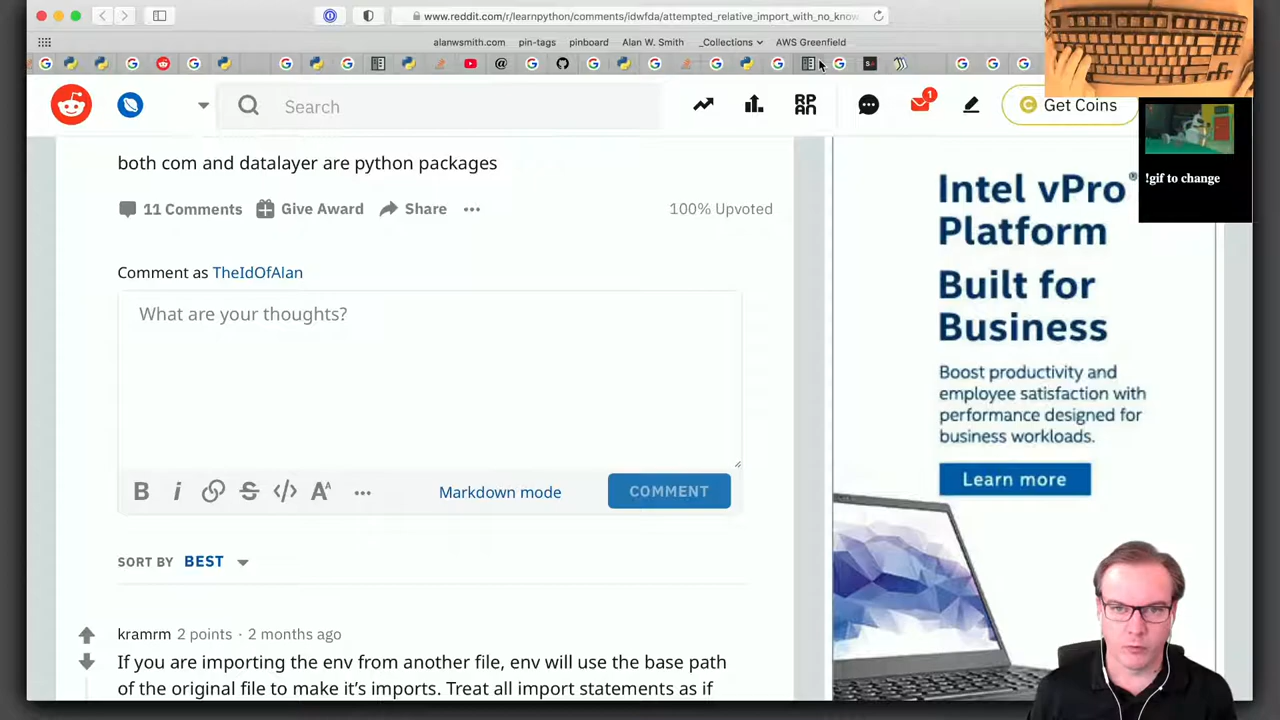 www.reddit.com/r/learnpython/comments/idwfda/attempted_relative_import_with_no_know
alanwsmith.com pin-tags pinboard Alan W. Smith _Collections AWS Greenfield
Search
RPAN
1
Get Coins
both com and datalayer are python packages
11 Comments Give Award Share 100% Upvoted
Comment as TheIdOfAlan
What are your thoughts?
B i Markdown mode COMMENT
SORT BY BEST
kramrm 2 points · 2 months ago
If you are importing the env from another file, env will use the base path
of the original file to make it’s imports. Treat all import statements as if
!gif to change
Intel vPro®
Platform
Built for
Business
Boost productivity and
employee satisfaction with
performance designed for
business workloads.
Learn more